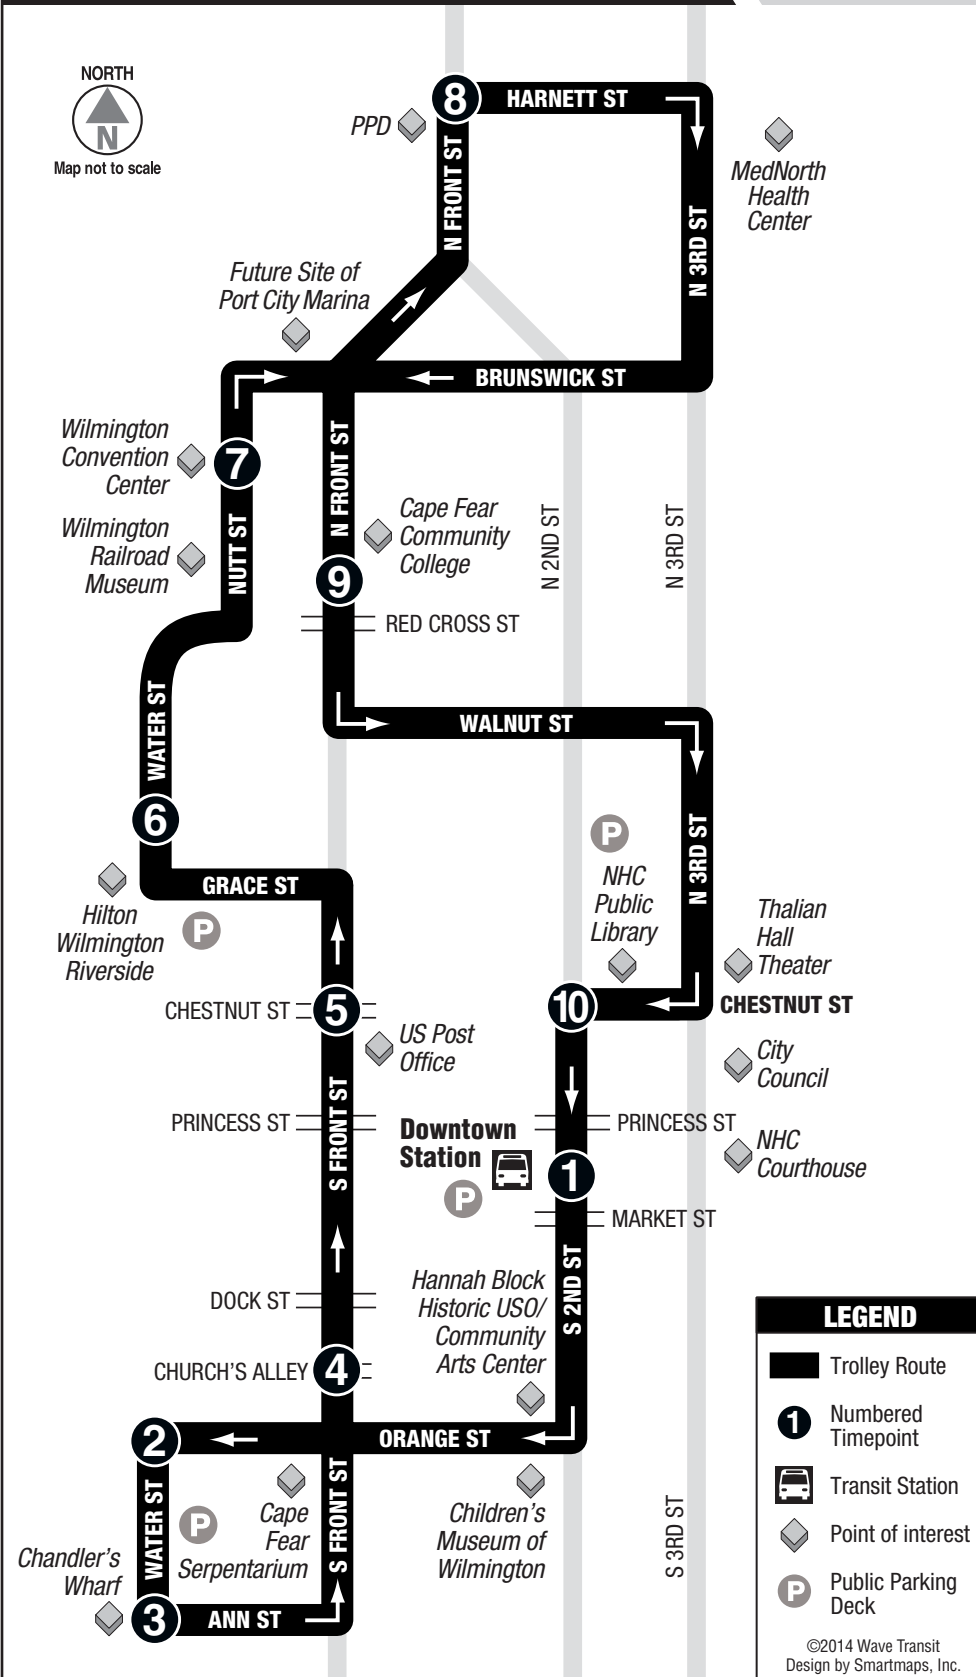 NORTH
N
Map not to scale
8
HARNETT ST
PPD
N FRONT ST
MedNorth
Health
Center
N 3RD ST
Future Site of
Port City Marina
BRUNSWICK ST
Wilmington
Convention
Center
7
N FRONT ST
Wilmington
Railroad
Museum
NUTT ST
Cape Fear
Community
College
N 2ND ST
N 3RD ST
9
RED CROSS ST
WATER ST
WALNUT ST
6
P
NHC
Public
Library
N 3RD ST
GRACE ST
Hilton
Wilmington
Riverside
P
Thalian
Hall
Theater
CHESTNUT ST
5
10
CHESTNUT ST
US Post
Office
City
Council
PRINCESS ST
S FRONT ST
Downtown
Station
P
PRINCESS ST
1
NHC
Courthouse
MARKET ST
S 2ND ST
DOCK ST
Hannah Block
Historic USO/
Community
Arts Center
CHURCH'S ALLEY
4
2
ORANGE ST
WATER ST
P
Cape
Fear
Serpentarium
S FRONT ST
Children's
Museum of
Wilmington
S 3RD ST
Chandler's
Wharf
3
ANN ST
LEGEND
Trolley Route
1
Numbered
Timepoint
Transit Station
Point of interest
P
Public Parking
Deck
©2014 Wave Transit
Design by Smartmaps, Inc.